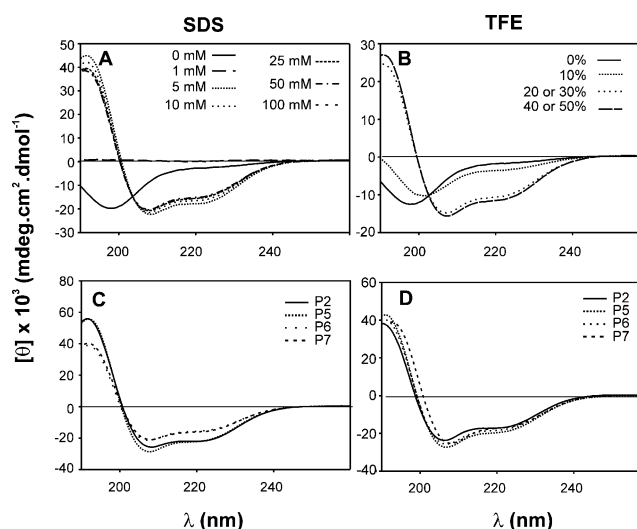 SDS
TFE
A
0 mM
1 mM
5 mM
10 mM
25 mM
50 mM
100 mM
50
40
30
20
10
0
-10
-20
-30
200
220
240
B
0%
10%
20 or 30%
40 or 50%
30
20
10
0
-10
-20
200
220
240
C
P2
P5
P6
P7
80
60
40
20
0
-20
-40
200
220
240
D
P2
P5
P6
P7
60
40
20
0
-20
-40
200
220
240
[θ] x 10³ (mdeg.cm².dmol⁻¹)
λ (nm)
λ (nm)